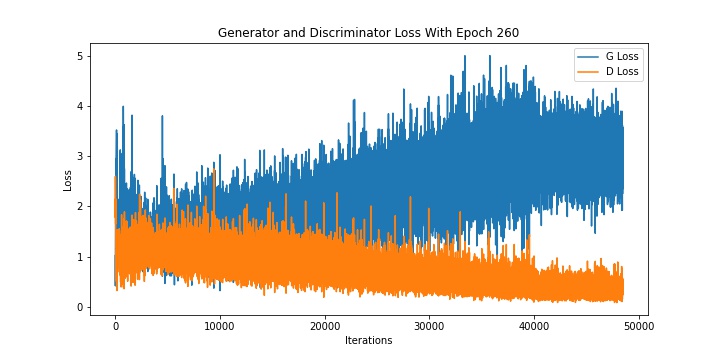 Generator and Discriminator Loss With Epoch 260
G Loss
D Loss
Loss
5
4
3
2
1
0
0
10000
20000
30000
40000
50000
Iterations